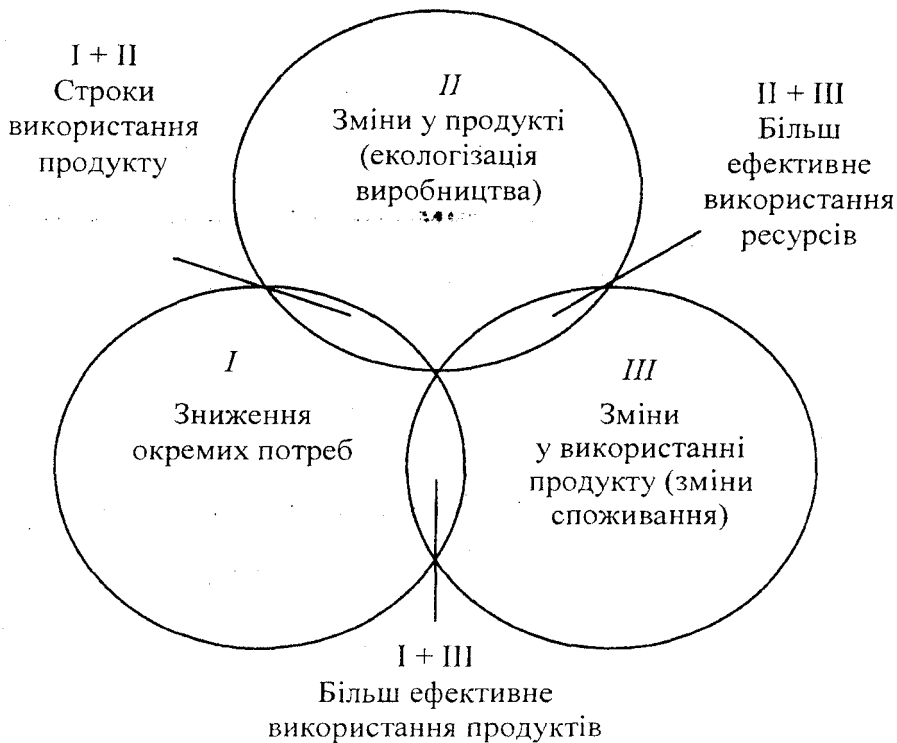 I + II
Строки
використання
продукту
II
Зміни у продукті
(екологізація
виробництва)
II + III
Більш
ефективне
використання
ресурсів
I
Зниження
окремих потреб
III
Зміни
у використанні
продукту (зміни
споживання)
I + III
Більш ефективне
використання продуктів